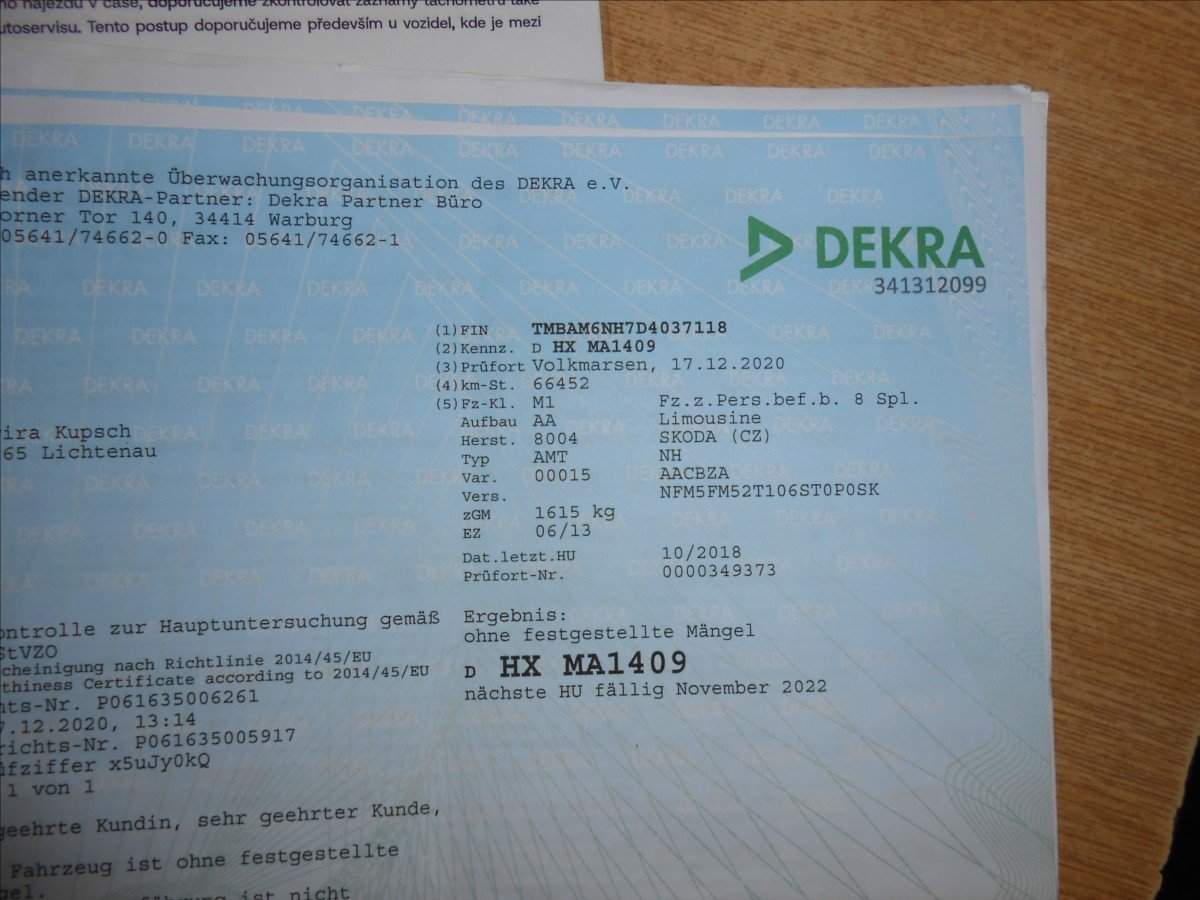 doporučujeme zkontrolovat záznamy tachometru také
utoservisu. Tento postup doporučujeme především u vozidel, kde je mezi
h anerkannte Überwachungsorganisation des DEKRA e.V.
ender DEKRA-Partner: Dekra Partner Büro
orner Tor 140, 34414 Warburg
05641/74662-0 Fax: 05641/74662-1
DEKRA
341312099
(1) FIN TMBAM6NH7D4037118
(2) Kennz. D HX MA1409
(3) Prüfort Volkmarsen, 17.12.2020
(4) km-St. 66452
(5) Fz-Kl. M1 Fz.z.Pers.bef.b. 8 Spl.
Aufbau AA Limousine
Herst. 8004 SKODA (CZ)
Typ AMT NH
Var. 00015 AACBZA
Vers. NFM5FM52T106ST0P0SK
zGM 1615 kg
EZ 06/13
Dat.letzt.HU 10/2018
Prüfort-Nr. 0000349373
ira Kupsch
65 Lichtenau
Ergebnis:
ohne festgestellte Mängel
D HX MA1409
nächste HU fällig November 2022
ontrolle zur Hauptuntersuchung gemäß
StVZO
cheinigung nach Richtlinie 2014/45/EU
thiness Certificate according to 2014/45/EU
hts-Nr. P061635006261
7.12.2020, 13:14
richts-Nr. P061635005917
üfziffer x5uJy0kQ
1 von 1
geehrte Kundin, sehr geehrter Kunde,
Fahrzeug ist ohne festgestellte
gel.
ist nicht